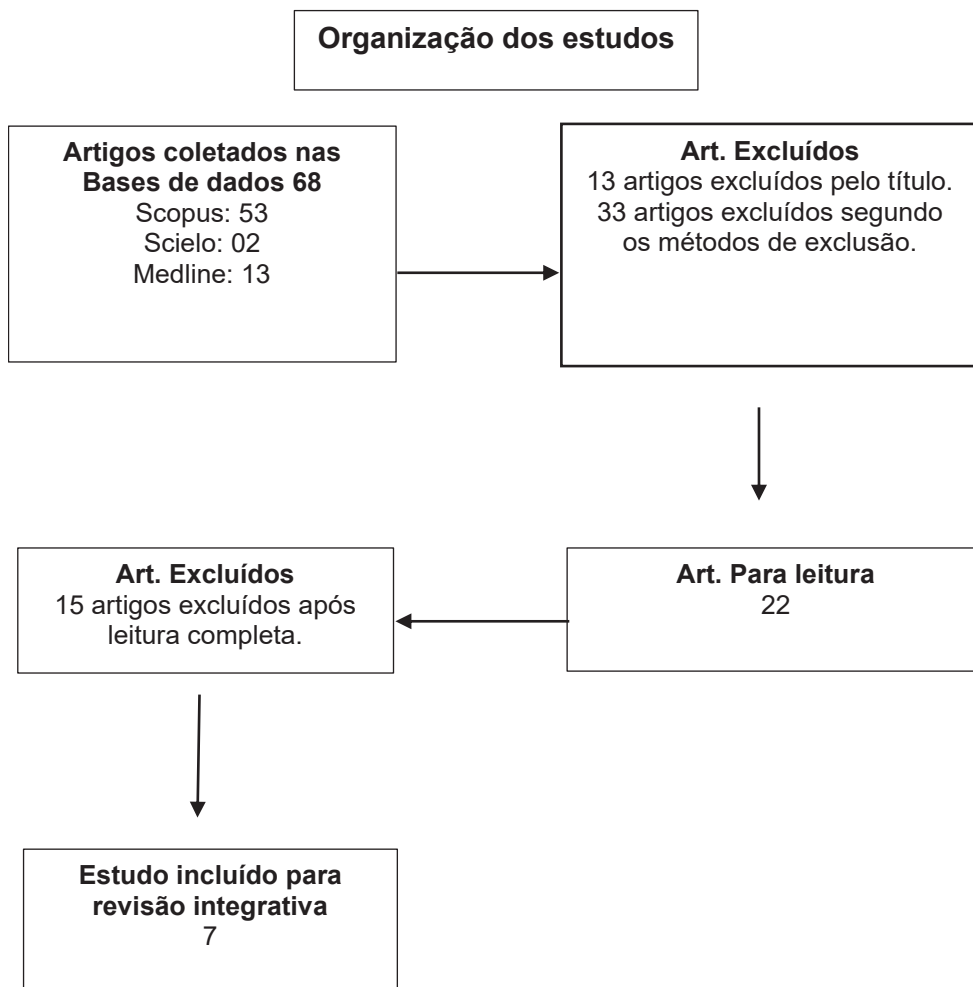 Organização dos estudos
Artigos coletados nas
Bases de dados 68
Scopus: 53
Scielo: 02
Medline: 13
Art. Excluídos
13 artigos excluídos pelo título.
33 artigos excluídos segundo
os métodos de exclusão.
Art. Para leitura
22
Art. Excluídos
15 artigos excluídos após
leitura completa.
Estudo incluído para
revisão integrativa
7